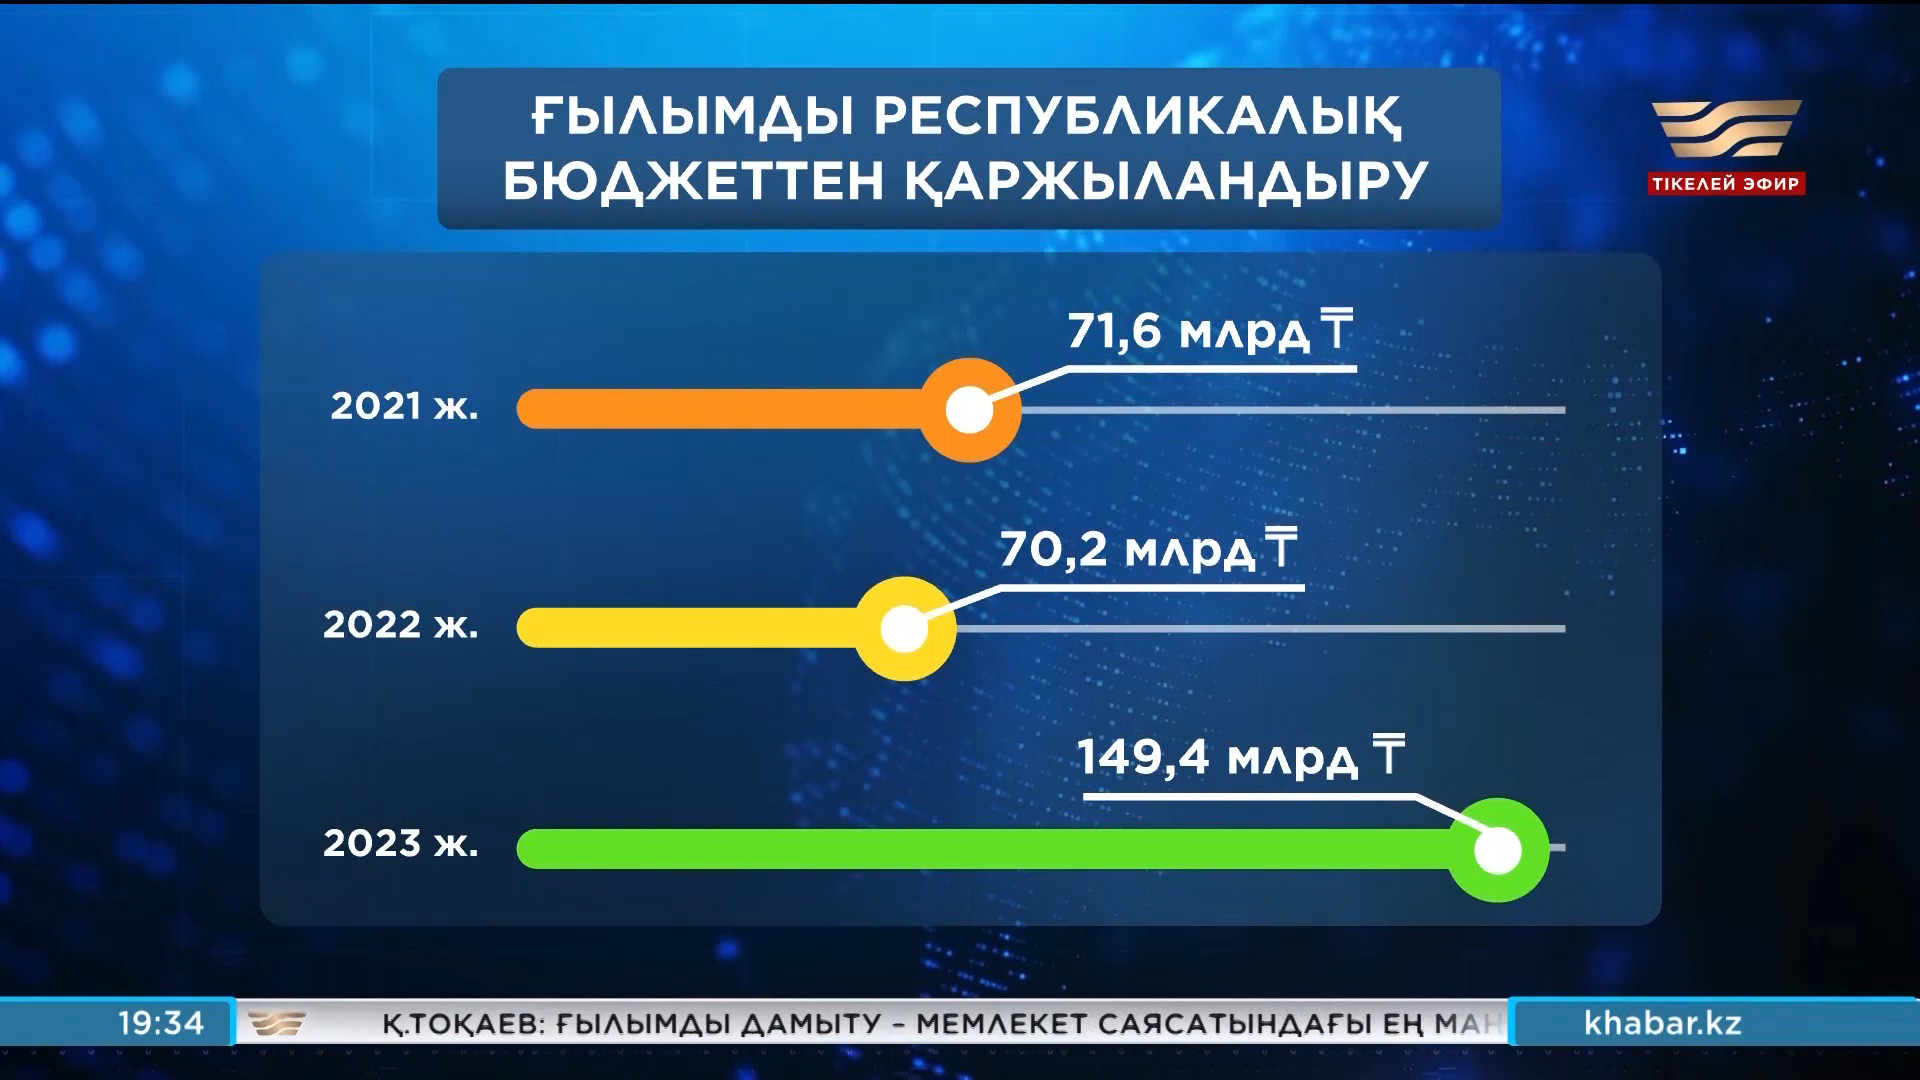 ҒЫЛЫМДЫ РЕСПУБЛИКАЛЫҚ
БЮДЖЕТТЕН ҚАРЖЫЛАНДЫРУ
ТІКЕЛЕЙ ЭФИР
71,6 млрд ₸
2021 ж.
70,2 млрд ₸
2022 ж.
149,4 млрд ₸
2023 ж.
19:34
Қ.ТОҚАЕВ: ҒЫЛЫМДЫ ДАМЫТУ – МЕМЛЕКЕТ САЯСАТЫНДАҒЫ ЕҢ
khabar.kz